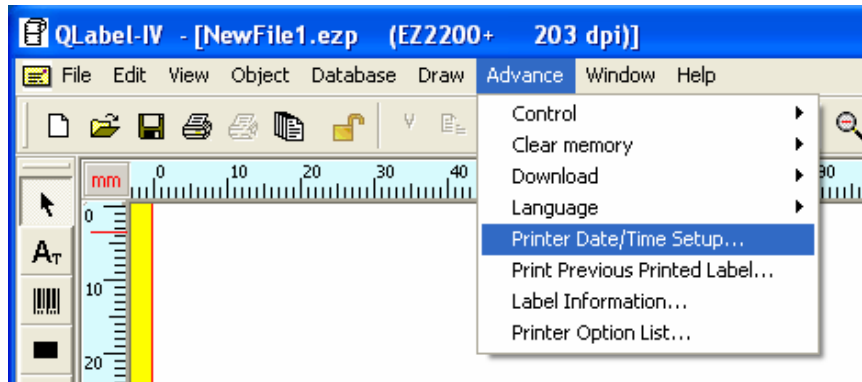 QLabel-IV - [NewFile1.ezp (EZ2200+ 203 dpi)]
File Edit View Object Database Draw Advance Window Help
Control
Clear memory
Download
Language
Printer Date/Time Setup...
Print Previous Printed Label...
Label Information...
Printer Option List...
mm 0 10 20 30 40
0
AT
10
20